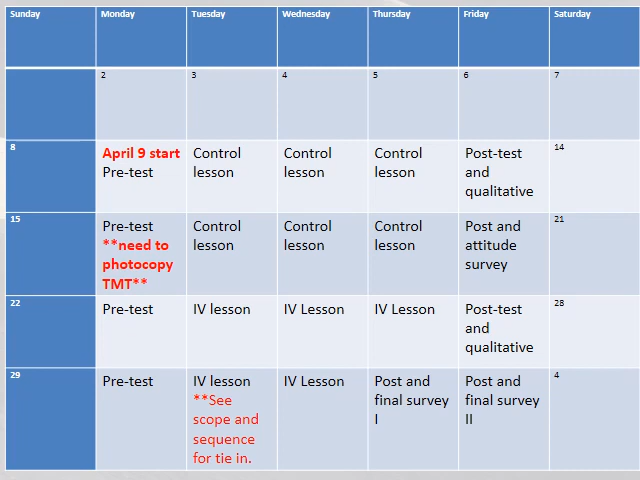 Sunday Monday Tuesday Wednesday Thursday Friday Saturday
2 3 4 5 6 7
8
April 9 start
Pre-test
Control
lesson
Control
lesson
Control
lesson
Post-test
and
qualitative
14
15
Pre-test
**need to
photocopy
TMT**
Control
lesson
Control
lesson
Control
lesson
Post and
attitude
survey
21
22
Pre-test
IV lesson
IV Lesson
IV Lesson
Post-test
and
qualitative
28
29
Pre-test
IV lesson
**See
scope and
sequence
for tie in.
IV Lesson
Post and
final survey
I
Post and
final survey
II
4